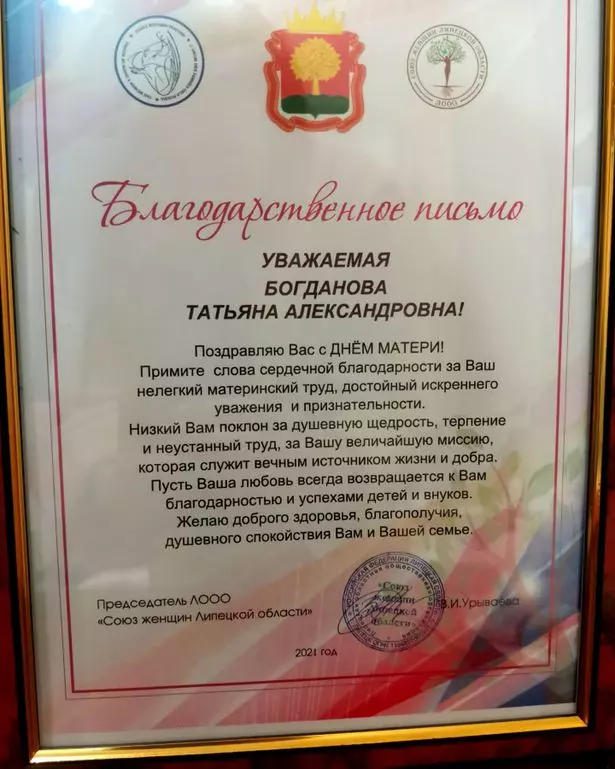 СОЮЗ ЖЕНЩИН ЛИПЕЦКОЙ ОБЛАСТИ
ЛООО
Благодарственное письмо
УВАЖАЕМАЯ
БОГДАНОВА
ТАТЬЯНА АЛЕКСАНДРОВНА!
Поздравляю Вас с ДНЁМ МАТЕРИ!
Примите слова сердечной благодарности за Ваш
нелегкий материнский труд, достойный искреннего
уважения и признательности.
Низкий Вам поклон за душевную щедрость, терпение
и неустанный труд, за Вашу величайшую миссию,
которая служит вечным источником жизни и добра.
Пусть Ваша любовь всегда возвращается к Вам
благодарностью и успехами детей и внуков.
Желаю доброго здоровья, благополучия,
душевного спокойствия Вам и Вашей семье.
Председатель ЛООО
«Союз женщин Липецкой области»
«Союз
женщин
Липецкой
области»
В.И.Урываева
2021 год